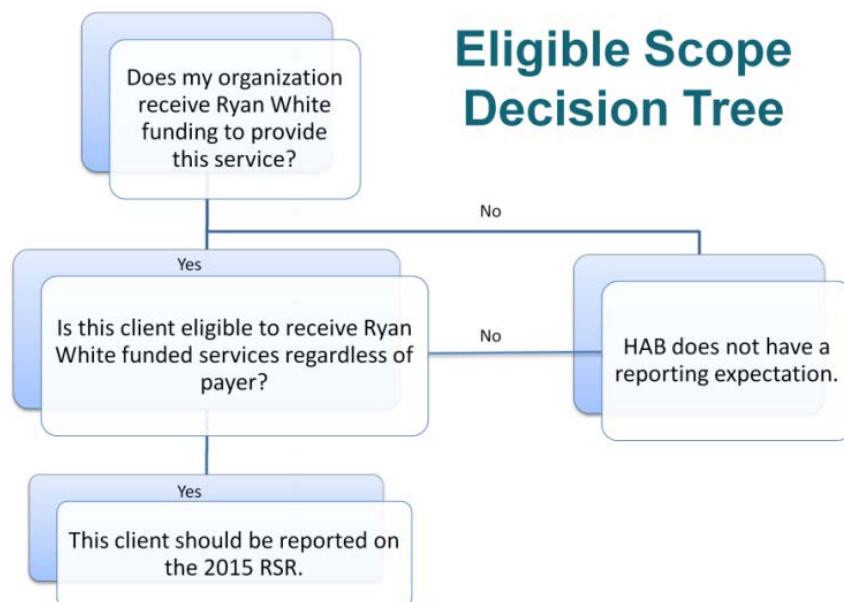 Eligible Scope
Decision Tree
Does my organization
receive Ryan White
funding to provide
this service?
No
Yes
Is this client eligible to receive Ryan
White funded services regardless of
payer?
No
HAB does not have a
reporting expectation.
Yes
This client should be reported on
the 2015 RSR.